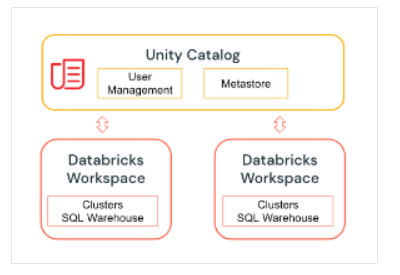 Unity Catalog
User
Management
Metastore
Databricks
Workspace
Clusters
SQL Warehouse
Databricks
Workspace
Clusters
SQL Warehouse